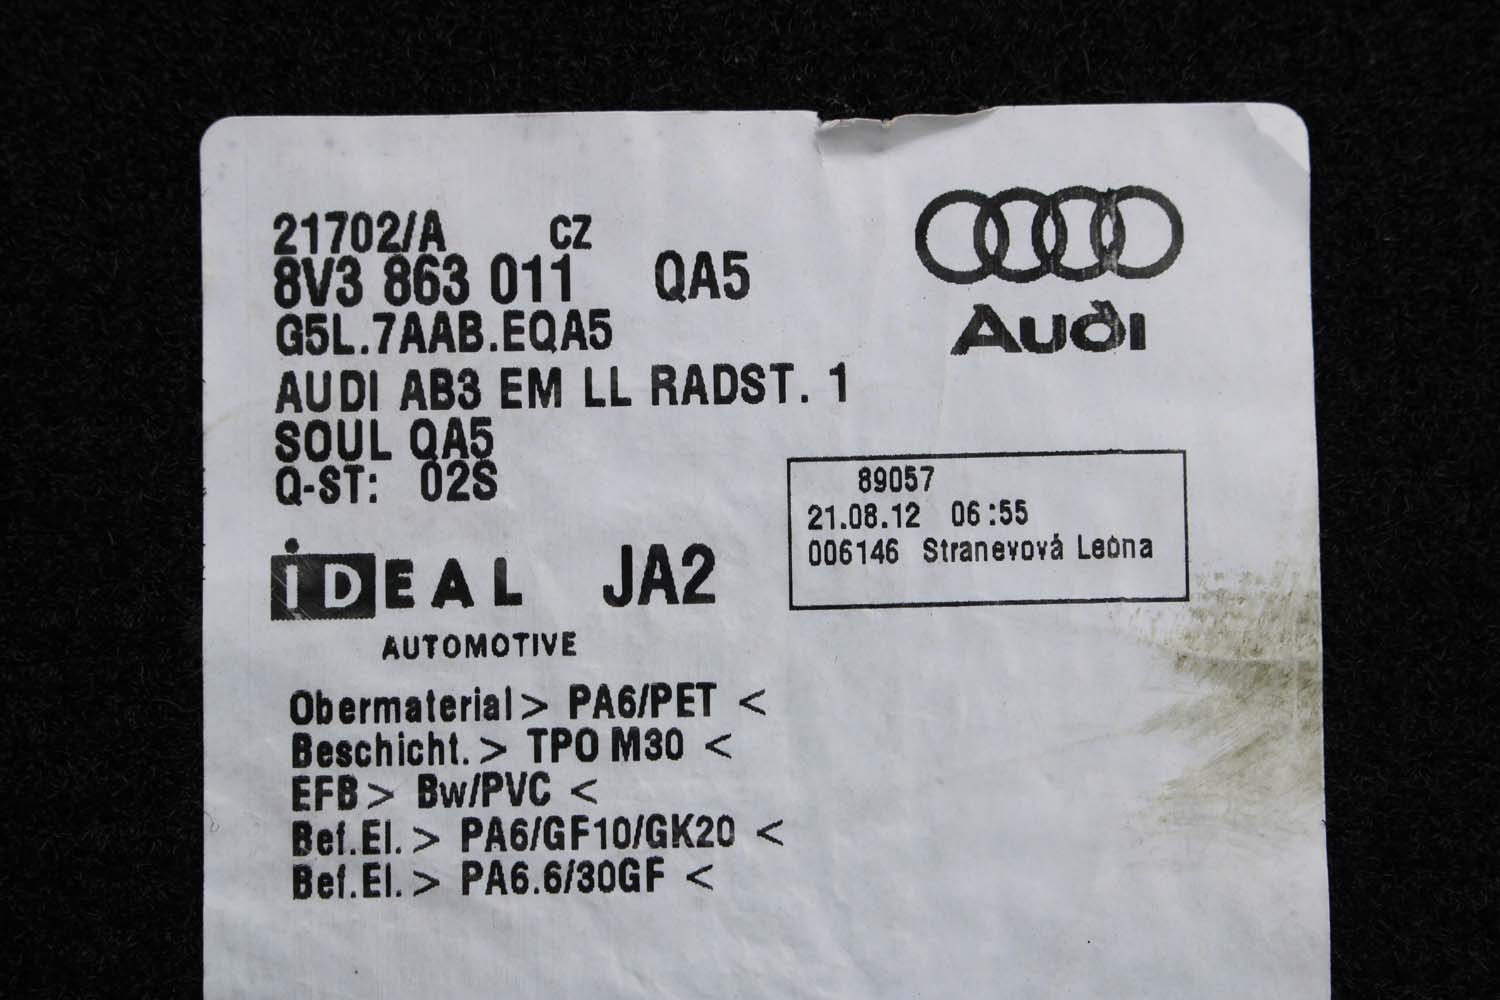 21702/A CZ
8V3 863 011 QA5
G5L.7AAB.EQA5
AUDI AB3 EM LL RADST. 1
SOUL QA5
Q-ST: 02S
Audi
89057
21.08.12 06:55
006146 Stranevová Leona
iDEAL JA2
AUTOMOTIVE
Obermaterial> PA6/PET <
Beschicht.> TPO M30 <
EFB> Bw/PVC <
Bef.El.> PA6/GF10/GK20 <
Bef.El.> PA6.6/30GF <